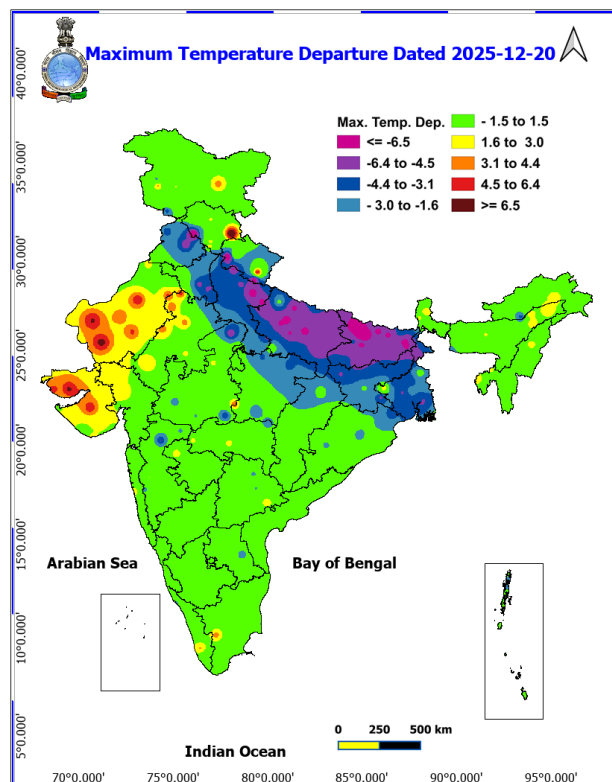 Maximum Temperature Departure Dated 2025-12-20
Max. Temp. Dep.
<= -6.5
-6.4 to -4.5
-4.4 to -3.1
- 3.0 to -1.6
- 1.5 to 1.5
1.6 to 3.0
3.1 to 4.4
4.5 to 6.4
>= 6.5
40°0.000'
35°0.000'
30°0.000'
25°0.000'
20°0.000'
15°0.000'
10°0.000'
5°0.000'
Arabian Sea
Bay of Bengal
Indian Ocean
0 250 500 km
70°0.000' 75°0.000' 80°0.000' 85°0.000' 90°0.000' 95°0.000'